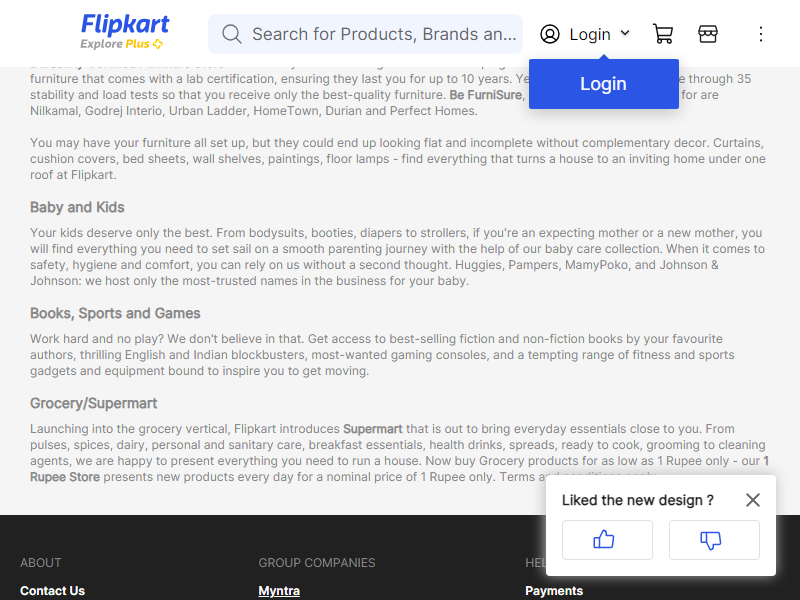 Flipkart
Explore Plus
Search for Products, Brands an...
Login
Login
furniture that comes with a lab certification, ensuring they last you for up to 10 years. Ye
e through 35
stability and load tests so that you receive only the best-quality furniture. Be FurniSure,
for are
Nilkamal, Godrej Interio, Urban Ladder, HomeTown, Durian and Perfect Homes.
You may have your furniture all set up, but they could end up looking flat and incomplete without complementary decor. Curtains,
cushion covers, bed sheets, wall shelves, paintings, floor lamps - find everything that turns a house to an inviting home under one
roof at Flipkart.
Baby and Kids
Your kids deserve only the best. From bodysuits, booties, diapers to strollers, if you're an expecting mother or a new mother, you
will find everything you need to set sail on a smooth parenting journey with the help of our baby care collection. When it comes to
safety, hygiene and comfort, you can rely on us without a second thought. Huggies, Pampers, MamyPoko, and Johnson &
Johnson: we host only the most-trusted names in the business for your baby.
Books, Sports and Games
Work hard and no play? We don't believe in that. Get access to best-selling fiction and non-fiction books by your favourite
authors, thrilling English and Indian blockbusters, most-wanted gaming consoles, and a tempting range of fitness and sports
gadgets and equipment bound to inspire you to get moving.
Grocery/Supermart
Launching into the grocery vertical, Flipkart introduces Supermart that is out to bring everyday essentials close to you. From
pulses, spices, dairy, personal and sanitary care, breakfast essentials, health drinks, spreads, ready to cook, grooming to cleaning
agents, we are happy to present everything you need to run a house. Now buy Grocery products for as low as 1 Rupee only - our 1
Rupee Store presents new products every day for a nominal price of 1 Rupee only. Terms
Liked the new design ?
ABOUT
GROUP COMPANIES
HEL
Contact Us
Myntra
Payments